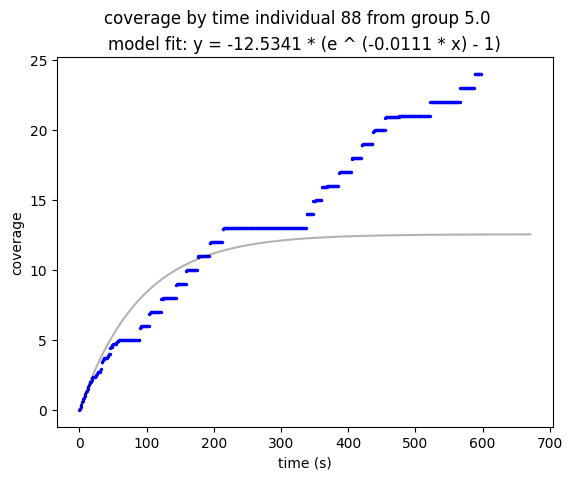 coverage by time individual 88 from group 5.0
model fit: y = -12.5341 * (e ^ (-0.0111 * x) - 1)
25
20
15
10
5
0
coverage
0 100 200 300 400 500 600 700
time (s)